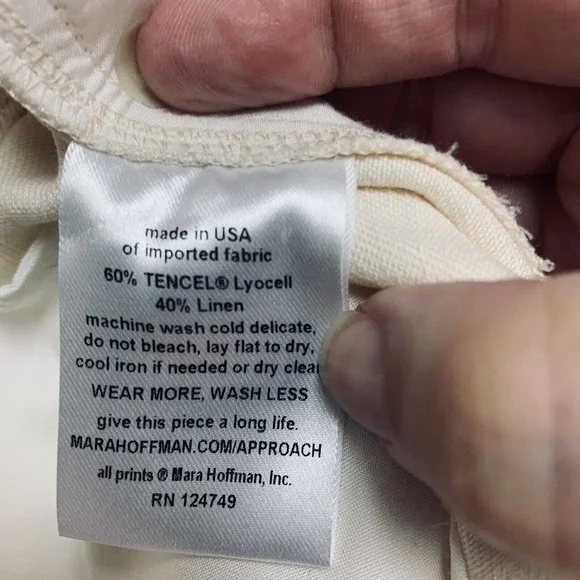 made in USA
of imported fabric
60% TENCEL® Lyocell
40% Linen
machine wash cold delicate,
do not bleach, lay flat to dry,
cool iron if needed or dry clean
WEAR MORE, WASH LESS
give this piece a long life.
MARAHOFFMAN.COM/APPROACH
all prints ® Mara Hoffman, Inc.
RN 124749